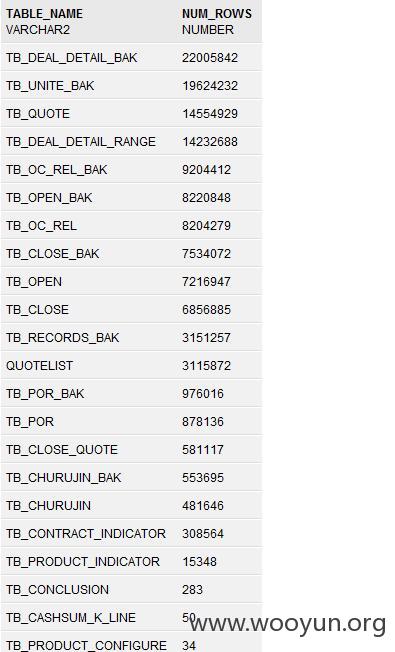 TABLE_NAME NUM_ROWS
VARCHAR2 NUMBER
TB_DEAL_DETAIL_BAK 22005842
TB_UNITE_BAK 19624232
TB_QUOTE 14554929
TB_DEAL_DETAIL_RANGE 14232688
TB_OC_REL_BAK 9204412
TB_OPEN_BAK 8220848
TB_OC_REL 8204279
TB_CLOSE_BAK 7534072
TB_OPEN 7216947
TB_CLOSE 6856885
TB_RECORDS_BAK 3151257
QUOTELIST 3115872
TB_POR_BAK 976016
TB_POR 878136
TB_CLOSE_QUOTE 581117
TB_CHURUJIN_BAK 553695
TB_CHURUJIN 481646
TB_CONTRACT_INDICATOR 308564
TB_PRODUCT_INDICATOR 15348
TB_CONCLUSION 283
TB_CASHSUM_K_LINE 50
www.wooyun.org
TB_PRODUCT_CONFIGURE 34